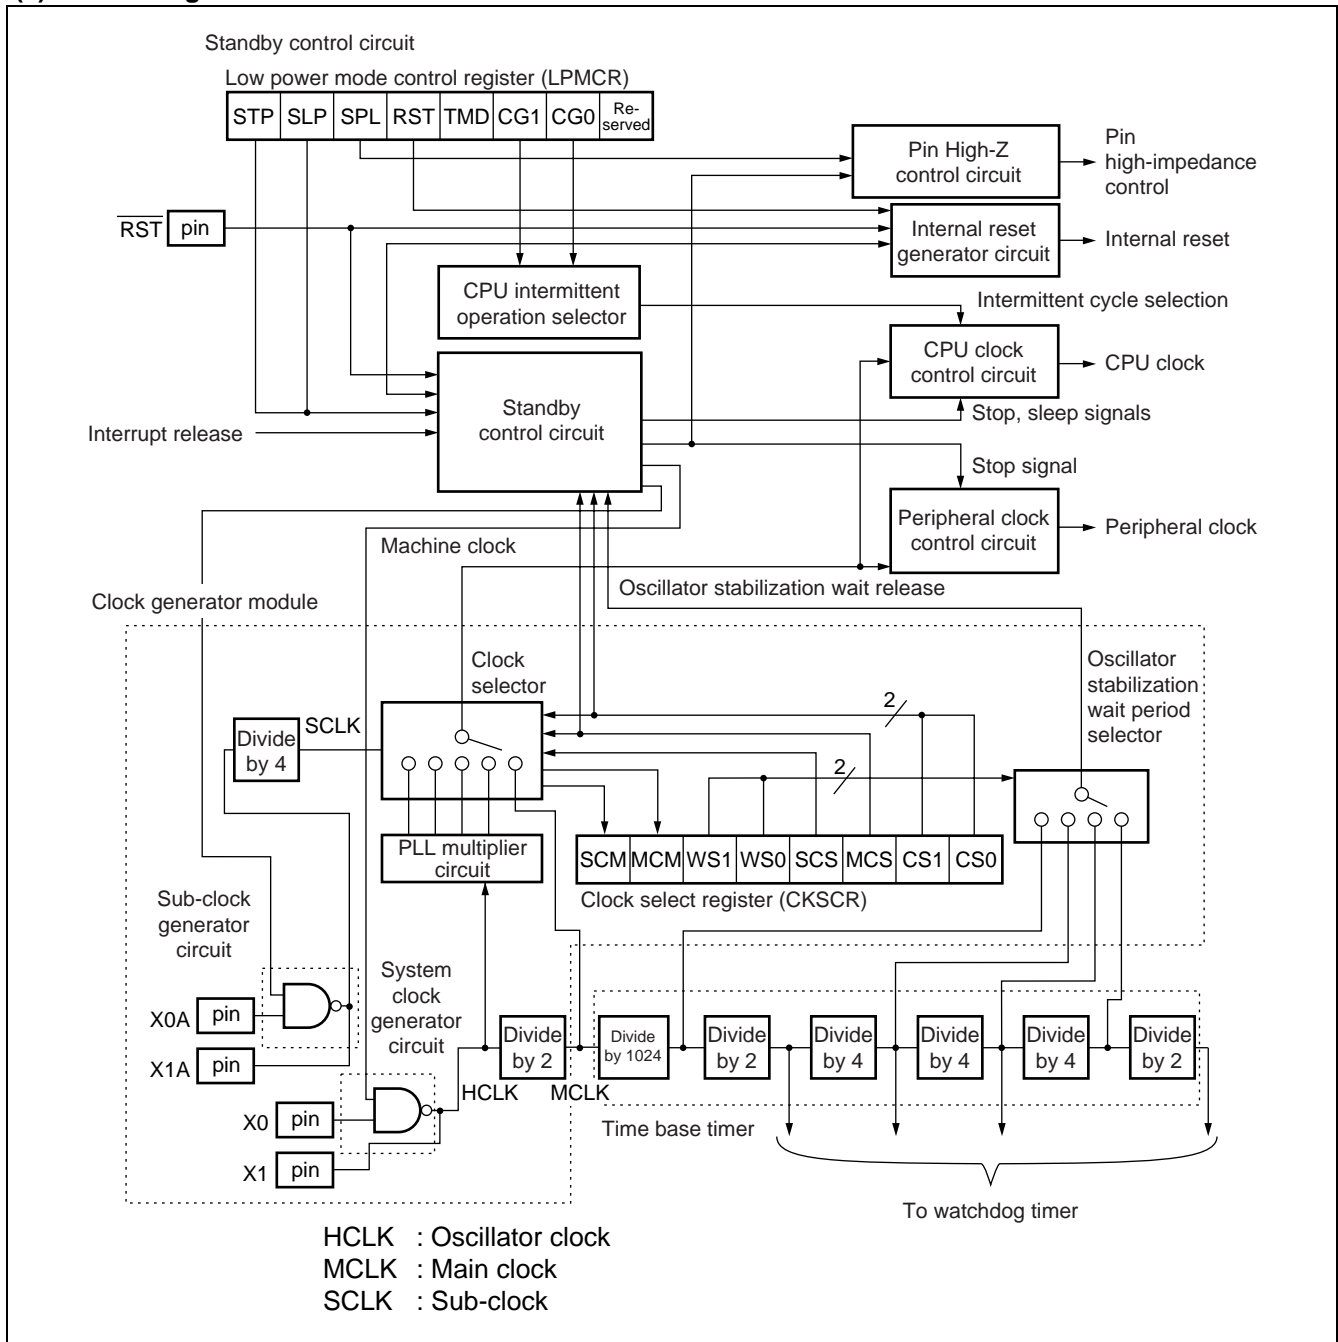 Standby control circuit
Low power mode control register (LPMCR)
STP SLP SPL RST TMD CG1 CG0 Re-
served
Pin High-Z
control circuit
Pin
high-impedance
control
RST pin
Internal reset
generator circuit
Internal reset
CPU intermittent
operation selector
Intermittent cycle selection
CPU clock
control circuit
CPU clock
Standby
control circuit
Stop, sleep signals
Interrupt release
Stop signal
Peripheral clock
control circuit
Peripheral clock
Machine clock
Oscillator stabilization wait release
Clock generator module
Clock
selector
Oscillator
stabilization
wait period
selector
2
SCLK
Divide
by 4
2
PLL multiplier
circuit
SCM MCM WS1 WS0 SCS MCS CS1 CS0
Clock select register (CKSCR)
Sub-clock
generator
circuit
System
clock
generator
circuit
X0A pin
X1A pin
Divide
by 2
Divide
by 1024
Divide
by 2
Divide
by 4
Divide
by 4
Divide
by 4
Divide
by 2
HCLK
MCLK
X0 pin
X1 pin
Time base timer
To watchdog timer
HCLK : Oscillator clock
MCLK : Main clock
SCLK : Sub-clock